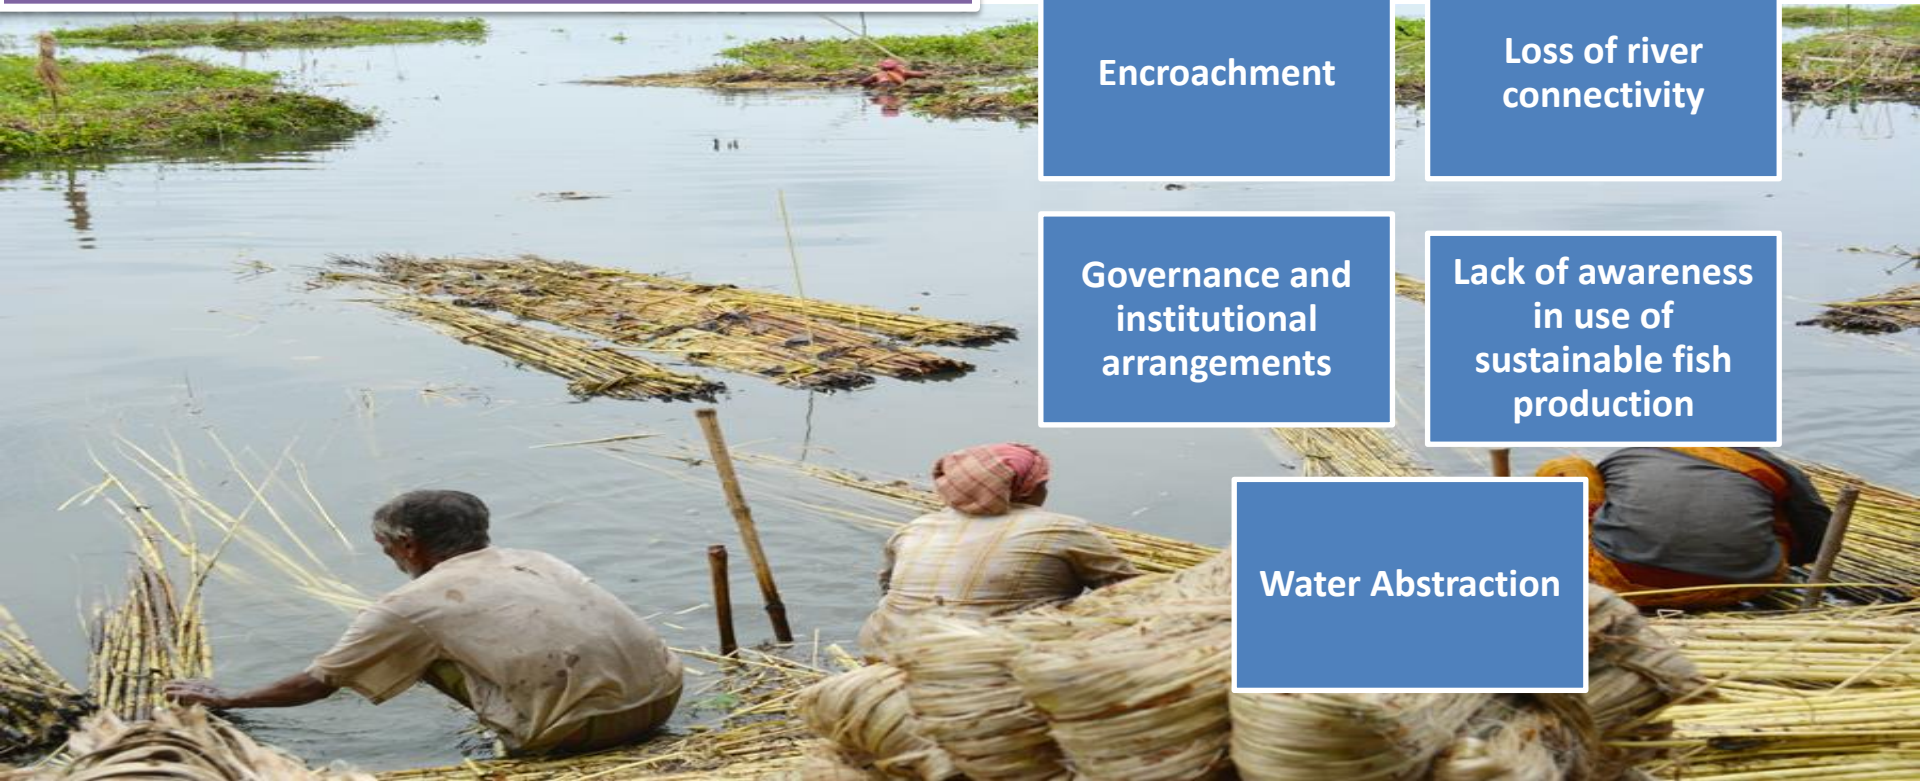 Encroachment
Loss of river
connectivity
Governance and
institutional
arrangements
Lack of awareness
in use of
sustainable fish
production
Water Abstraction